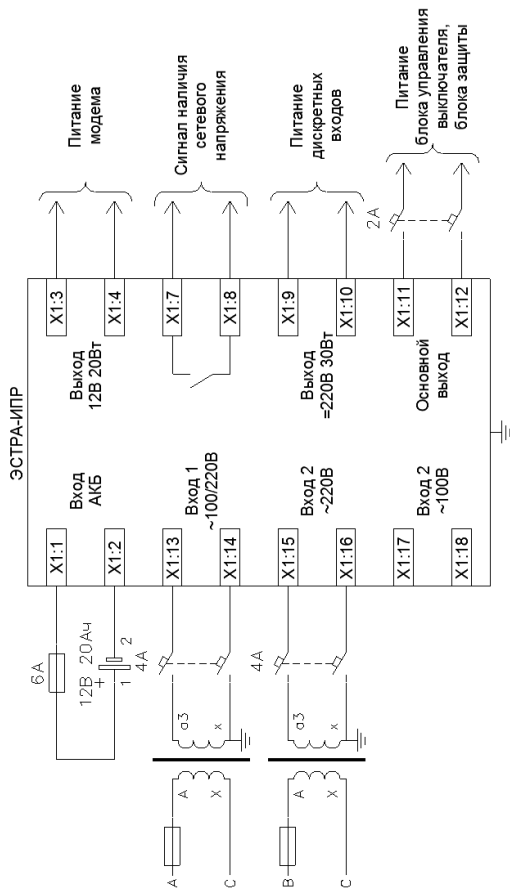 ЭСТРА-ИПР
6А
12В 20Ач
+
1
2
X1:1
X1:2
Вход
АКБ
Выход
12В 20Вт
X1:3
X1:4
Питание
модема
A
C
A
X
а3
x
4А
X1:13
X1:14
Вход 1
~100/220В
X1:7
X1:8
Сигнал наличия
сетевого
напряжения
B
C
A
X
а3
x
4А
X1:15
X1:16
Вход 2
~220В
Выход
=220В 30Вт
X1:9
X1:10
Питание
дискретных
входов
X1:17
X1:18
Вход 2
~100В
Основной
выход
X1:11
X1:12
2А
Питание
блока управления
выключателя,
блока защиты